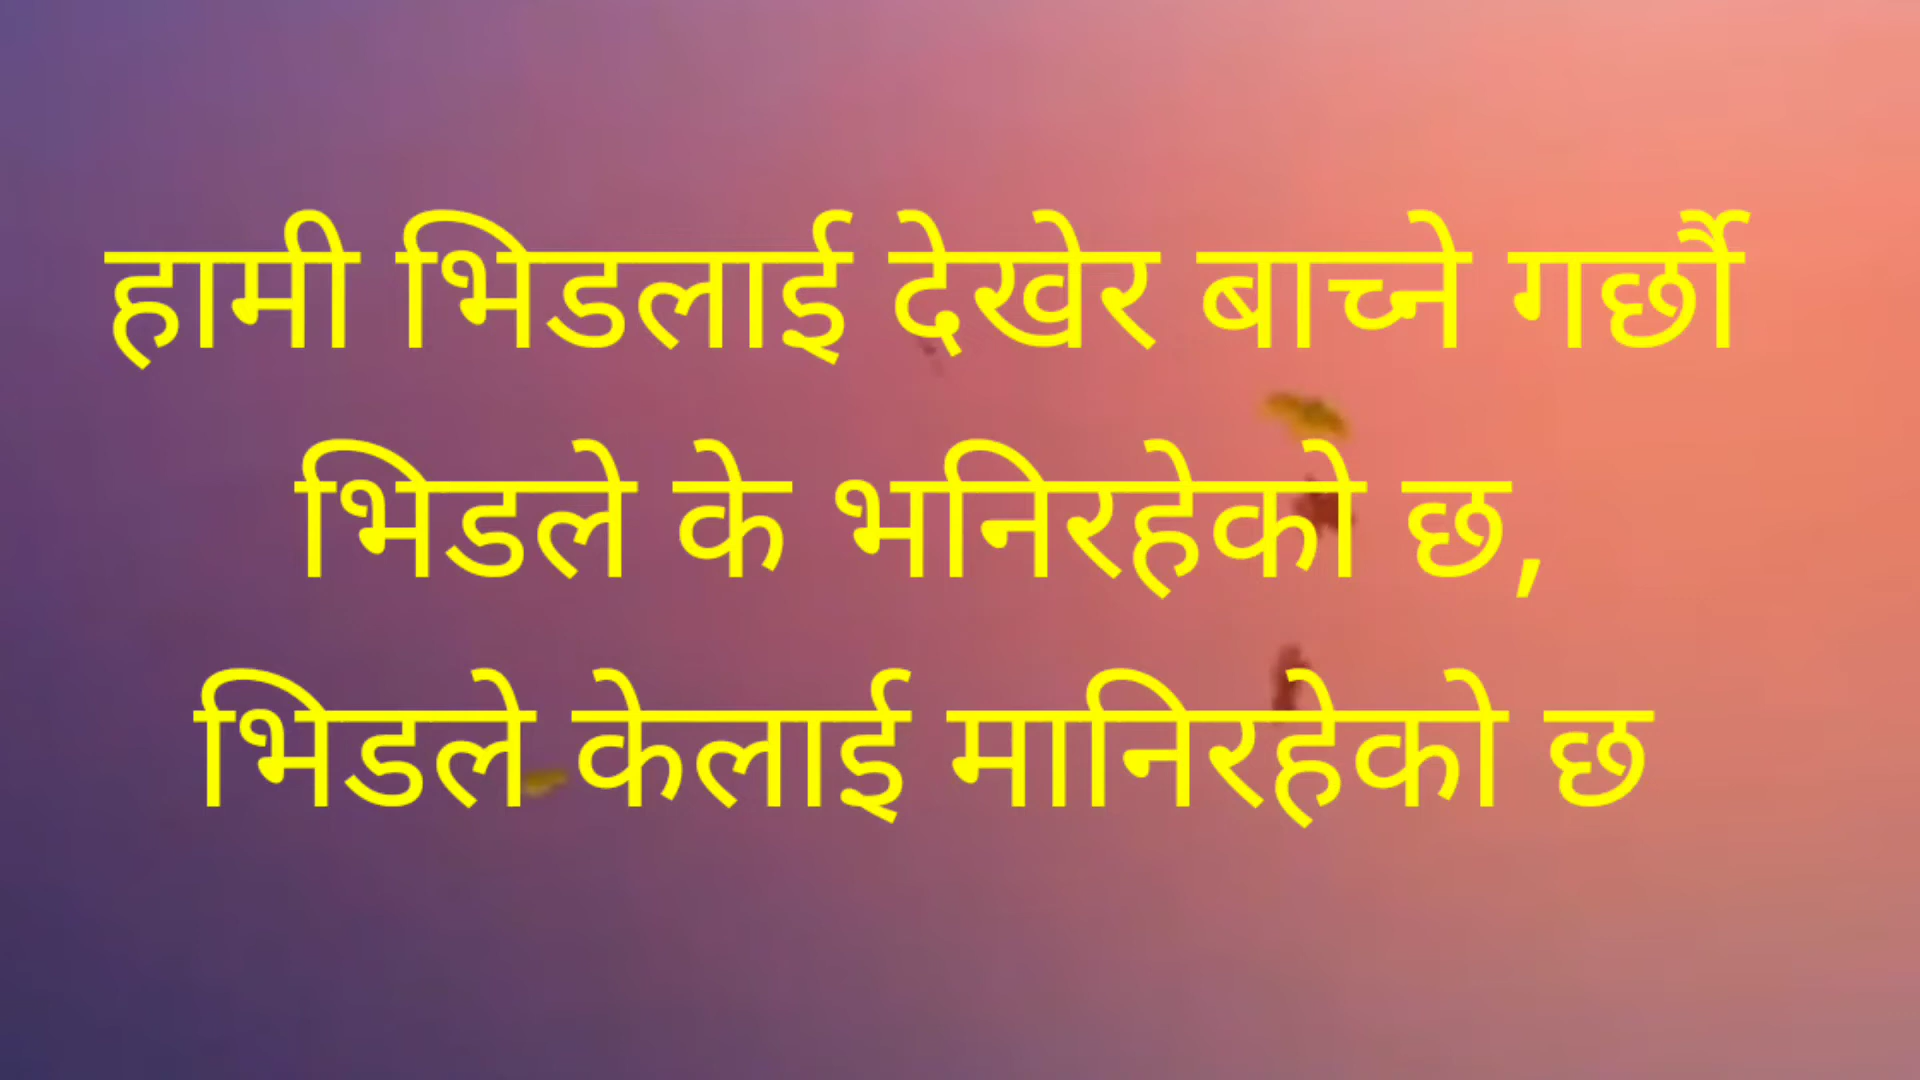 हामी भिडलाई देखेर बाच्ने गर्छौ
भिडले के भनिरहेको छ,
भिडले केलाई मानिरहेको छ